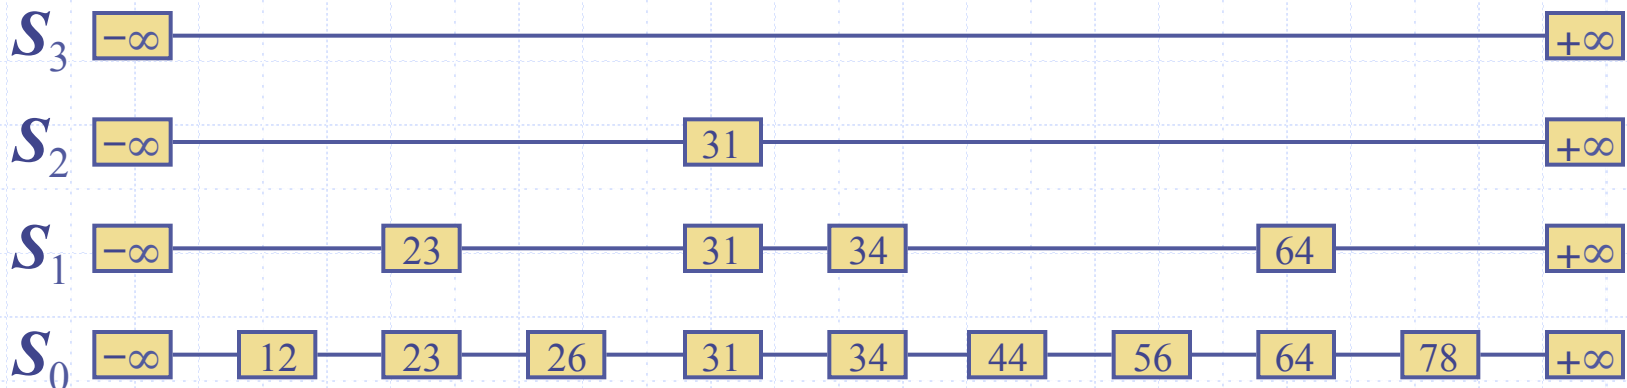 S3 −∞ +∞
S2 −∞ 31 +∞
S1 −∞ 23 31 34 64 +∞
S0 −∞ 12 23 26 31 34 44 56 64 78 +∞